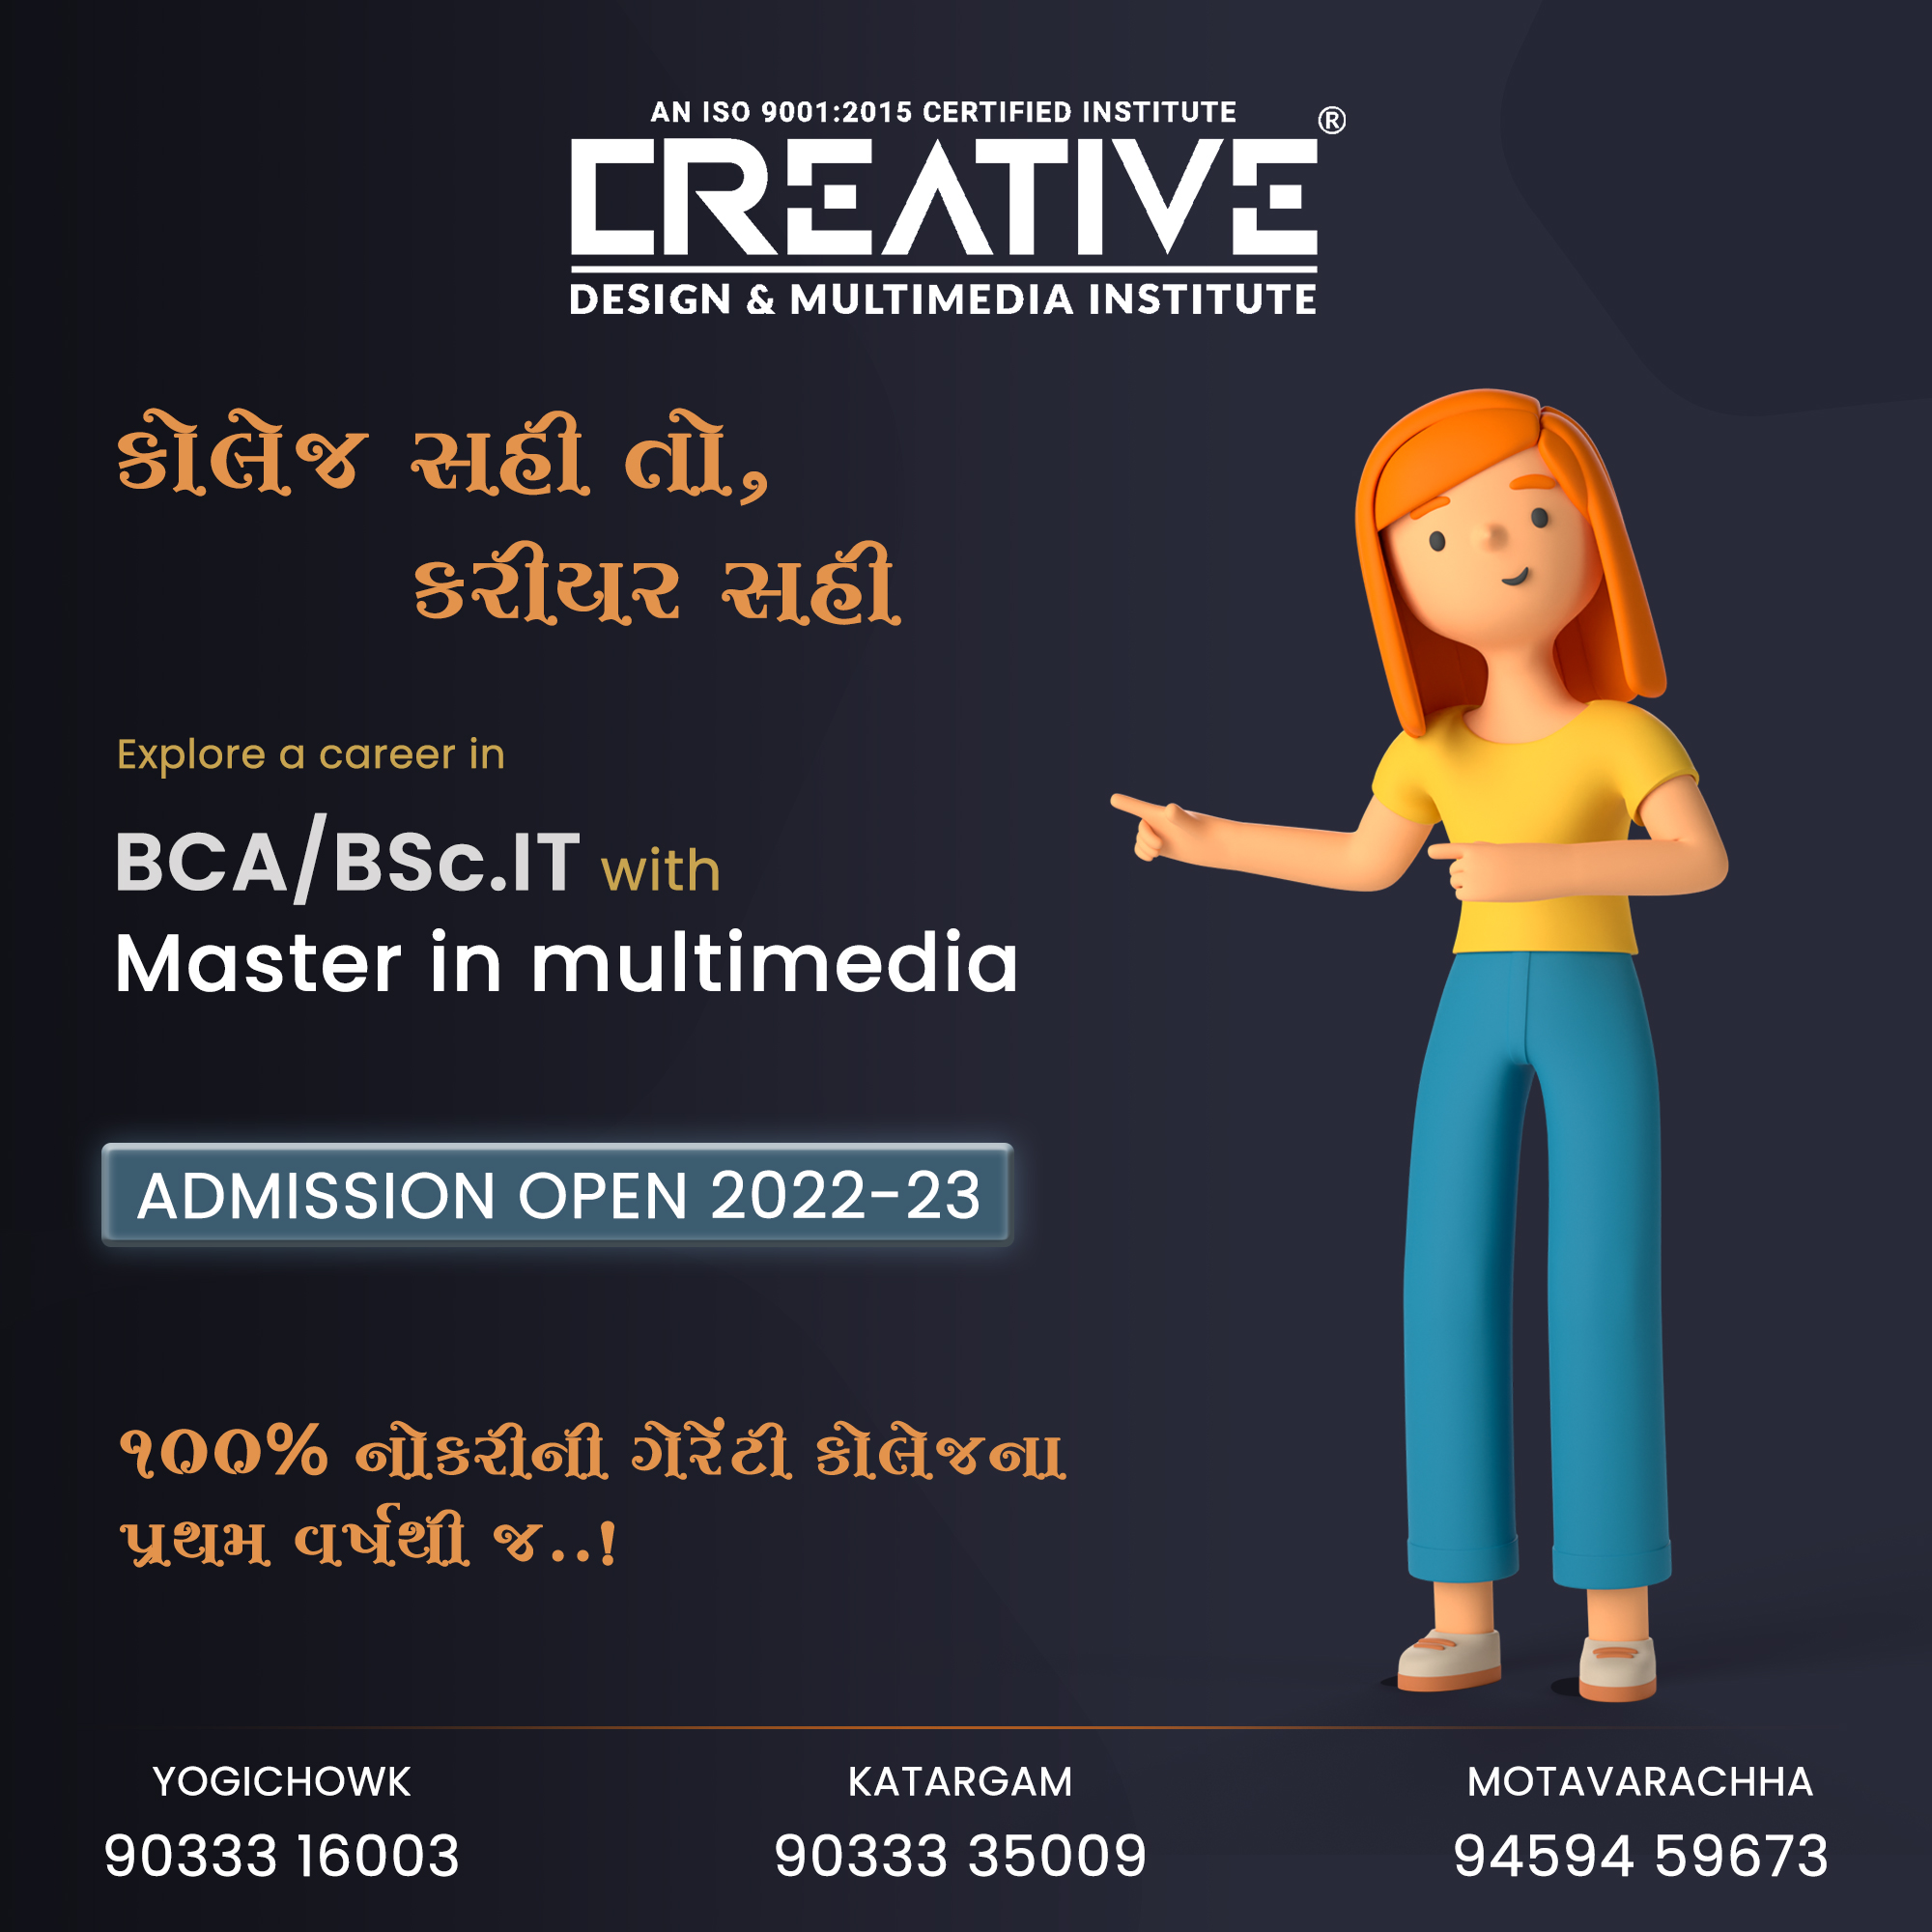 AN ISO 9001:2015 CERTIFIED INSTITUTE
CREATIVE®
DESIGN & MULTIMEDIA INSTITUTE
કોલેજ સહી તો,
કરીયર સહી
Explore a career in
BCA/BSc.IT with
Master in multimedia
ADMISSION OPEN 2022-23
૧૦૦% નોકરીની ગેરેંટી કોલેજના
પ્રથમ વર્ષથી જ..!
YOGICHOWK
90333 16003
KATARGAM
90333 35009
MOTAVARACHHA
94594 59673